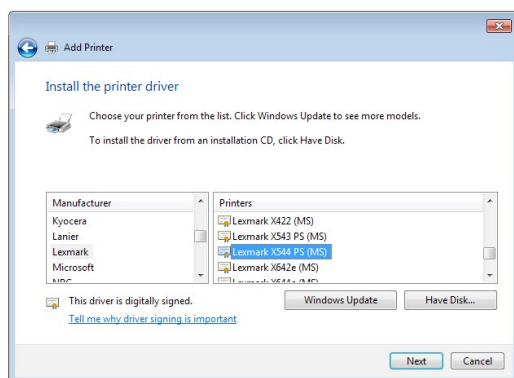 Add Printer
Install the printer driver
Choose your printer from the list. Click Windows Update to see more models.
To install the driver from an installation CD, click Have Disk.
Manufacturer
Kyocera
Lanier
Lexmark
Microsoft
Printers
Lexmark X422 (MS)
Lexmark X543 PS (MS)
Lexmark X544 PS (MS)
Lexmark X642e (MS)
This driver is digitally signed.
Tell me why driver signing is important
Windows Update
Have Disk...
Next
Cancel